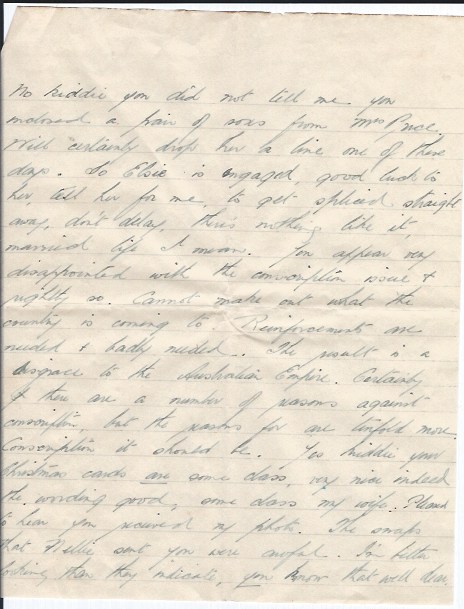 No kiddie you did not tell me you
enclosed a pair of sox from Mrs Price.
Will certainly drop her a line one of these
days. So Elsie is engaged, good luck to
her, tell her for me, to get spliced straight
away, don't delay, there's nothing like it,
married life I mean. You appear very
disappointed with the conscription issue &
rightly so. Cannot make out what the
country is coming to. Reinforcements are
needed & badly needed. The result is a
disgrace to the Australian Empire. Certainly
there are a number of reasons against
conscription, but the reasons for are tenfold more.
Conscription it should be. Yes kiddie your
Christmas cards are some class, very nice indeed
the wording good, some class my wife. Pleased
to hear you received my photo. The snaps
that Nellie sent you were awful. I'm better
looking than they indicate, you know that well dear.